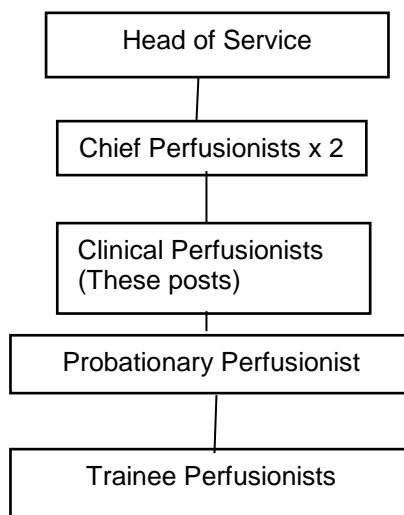 Head of Service
Chief Perfusionists x 2
Clinical Perfusionists
(These posts)
Probationary Perfusionist
Trainee Perfusionists